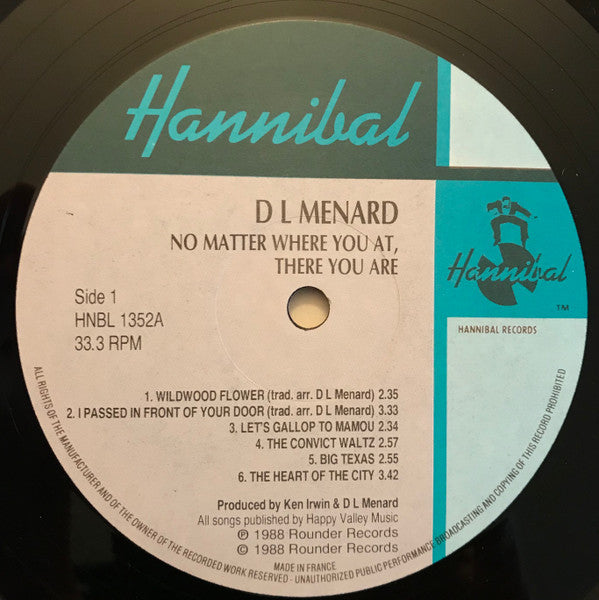 Hannibal
D L MENARD
NO MATTER WHERE YOU AT,
THERE YOU ARE
Hannibal
TM
HANNIBAL RECORDS
Side 1
HNBL 1352A
33.3 RPM
1. WILDWOOD FLOWER (trad. arr. D L Menard) 2.35
2. I PASSED IN FRONT OF YOUR DOOR (trad. arr. D L Menard) 3.33
3. LET'S GALLOP TO MAMOU 2.34
4. THE CONVICT WALTZ 2.57
5. BIG TEXAS 2.55
6. THE HEART OF THE CITY 3.42
Produced by Ken Irwin & D L Menard
All songs published by Happy Valley Music
℗ 1988 Rounder Records
© 1988 Rounder Records
MADE IN FRANCE
ALL RIGHTS OF THE MANUFACTURER AND OF THE OWNER OF THE RECORDED WORK RESERVED - UNAUTHORIZED PUBLIC PERFORMANCE BROADCASTING AND COPYING OF THIS RECORD PROHIBITED